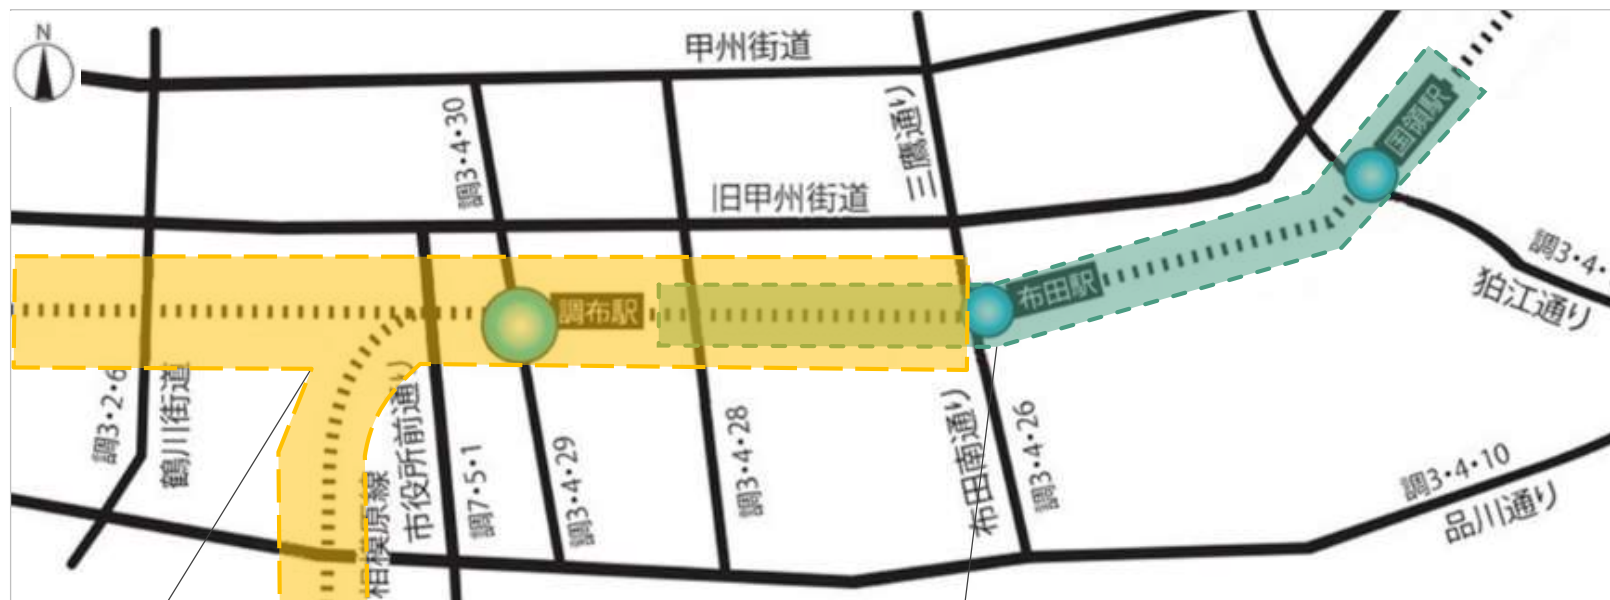 N
甲州街道
調3・4・30
三鷹通り
国領駅
旧甲州街道
調3・4・
狛江通り
布田駅
調布駅
調3・2・6
鶴川街道
市役所前通り
相模原線
調7・5・1
調3・4・29
調3・4・28
布田南通り
調3・4・26
調3・4・10
品川通り